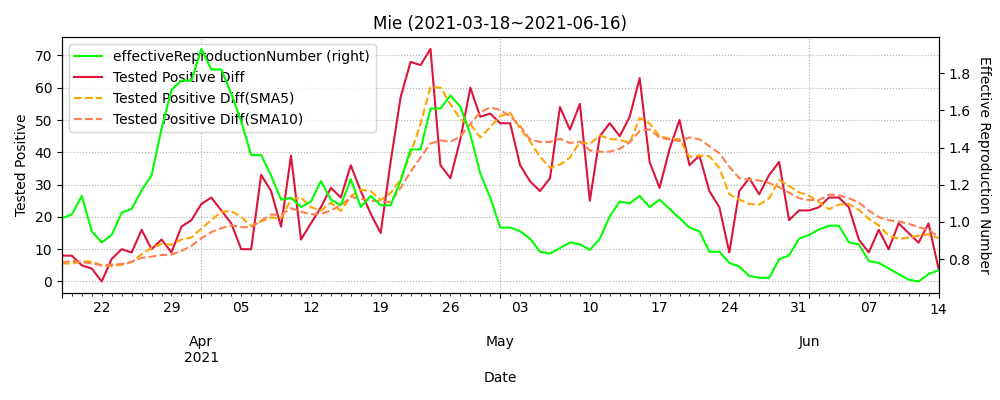 Mie (2021-03-18~2021-06-16)
effectiveReproductionNumber (right)
Tested Positive Diff
Tested Positive Diff(SMA5)
Tested Positive Diff(SMA10)
Tested Positive
70
60
50
40
30
20
10
0
1.8
1.6
1.4
1.2
1.0
0.8
Effective Reproduction Number
22 29 05 12 19 26 03 10 17 24 31 07 14
Apr May Jun
2021
Date